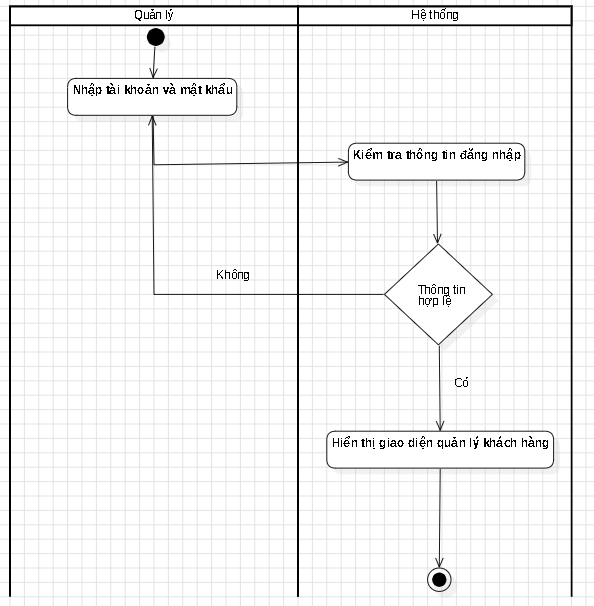 Quản lý
Hệ thống
Nhập tài khoản và mật khẩu
Kiểm tra thông tin đăng nhập
Không
Thông tin
hợp lệ
Có
Hiển thị giao diện quản lý khách hàng